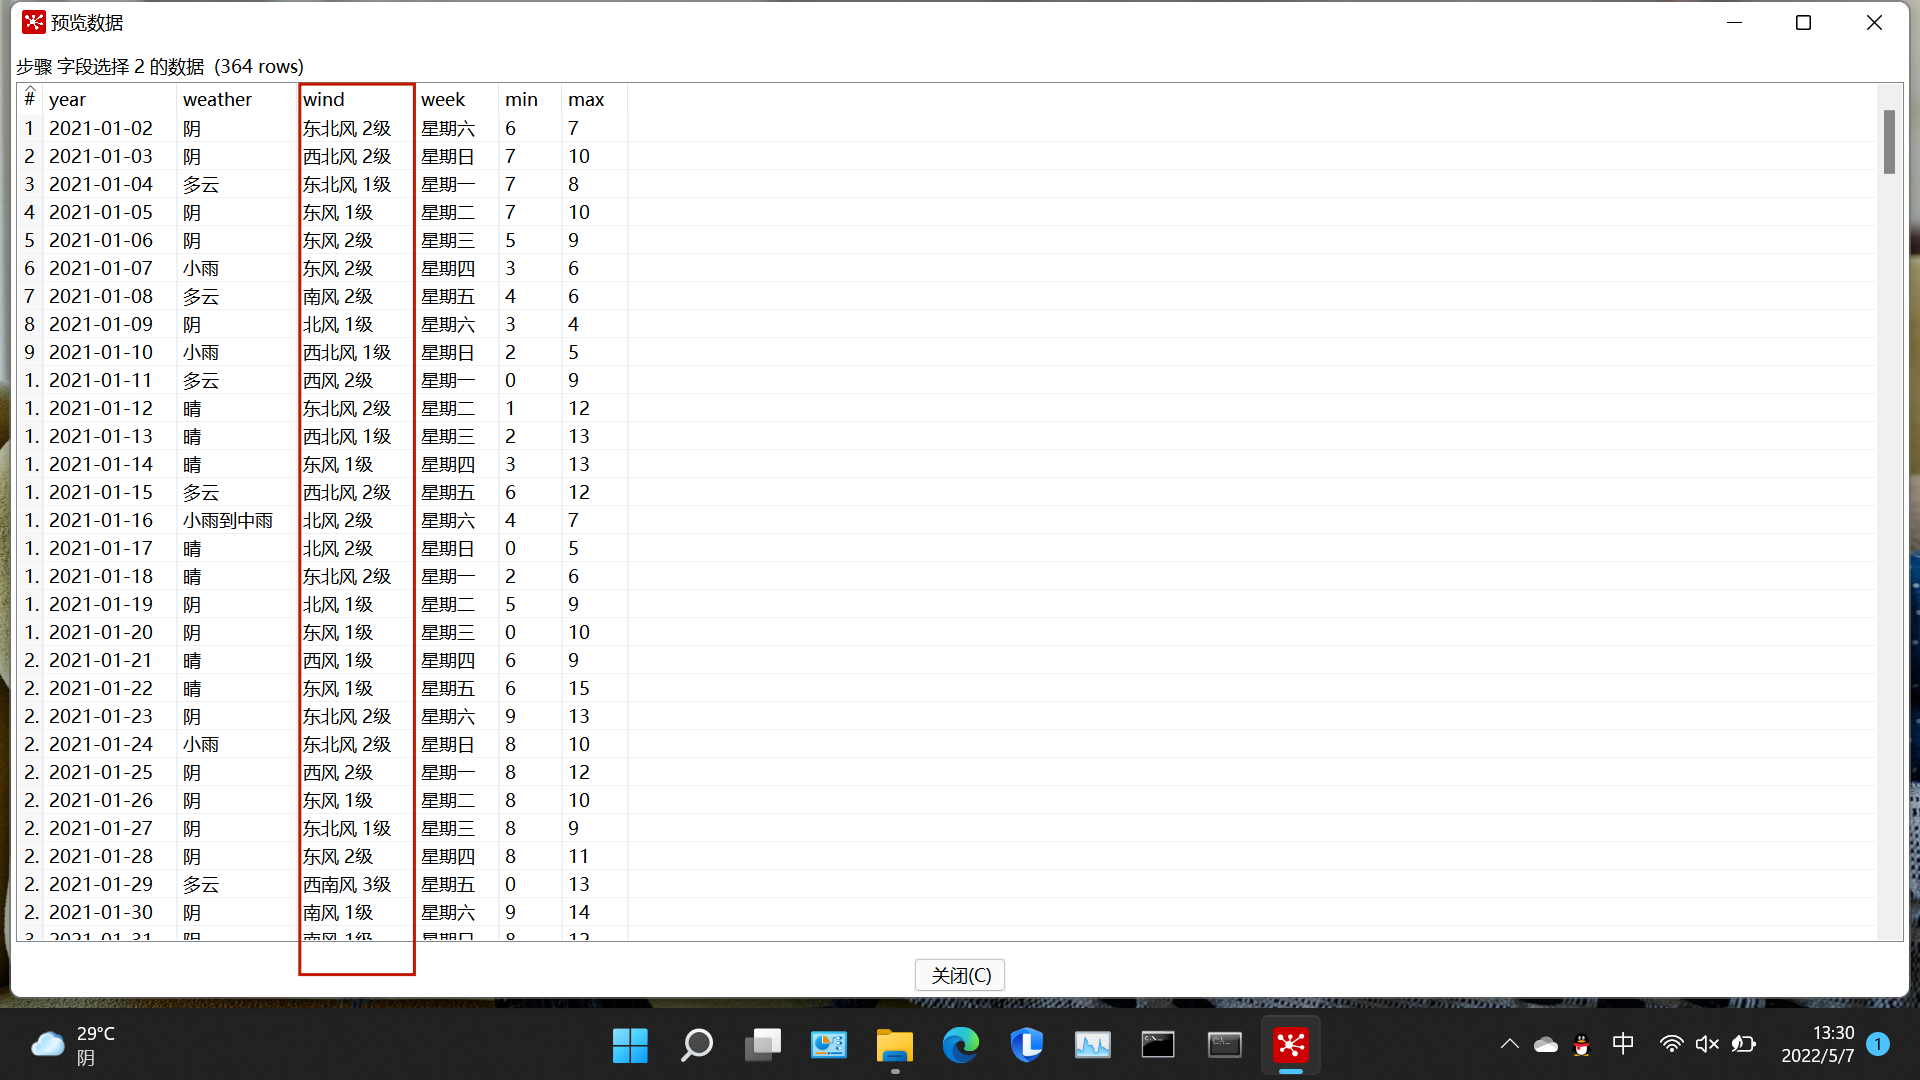 预览数据
步骤 字段选择 2 的数据 (364 rows)
# year weather wind week min max
1 2021-01-02 阴 东北风 2级 星期六 6 7
2 2021-01-03 阴 西北风 2级 星期日 7 10
3 2021-01-04 多云 东北风 1级 星期一 7 8
4 2021-01-05 阴 东风 1级 星期二 7 10
5 2021-01-06 阴 东风 2级 星期三 5 9
6 2021-01-07 小雨 东风 2级 星期四 3 6
7 2021-01-08 多云 南风 2级 星期五 4 6
8 2021-01-09 阴 北风 1级 星期六 3 4
9 2021-01-10 小雨 西北风 1级 星期日 2 5
1. 2021-01-11 多云 西风 2级 星期一 0 9
1. 2021-01-12 晴 东北风 2级 星期二 1 12
1. 2021-01-13 晴 西北风 1级 星期三 2 13
1. 2021-01-14 晴 东风 1级 星期四 3 13
1. 2021-01-15 多云 西北风 2级 星期五 6 12
1. 2021-01-16 小雨到中雨 北风 2级 星期六 4 7
1. 2021-01-17 晴 北风 2级 星期日 0 5
1. 2021-01-18 晴 东北风 2级 星期一 2 6
1. 2021-01-19 阴 北风 1级 星期二 5 9
1. 2021-01-20 阴 东风 1级 星期三 0 10
2. 2021-01-21 晴 西风 1级 星期四 6 9
2. 2021-01-22 晴 东风 1级 星期五 6 15
2. 2021-01-23 阴 东北风 2级 星期六 9 13
2. 2021-01-24 小雨 东北风 2级 星期日 8 10
2. 2021-01-25 阴 西风 2级 星期一 8 12
2. 2021-01-26 阴 东风 1级 星期二 8 10
2. 2021-01-27 阴 东北风 1级 星期三 8 9
2. 2021-01-28 阴 东风 2级 星期四 8 11
2. 2021-01-29 多云 西南风 3级 星期五 0 13
2. 2021-01-30 阴 南风 1级 星期六 9 14
3. 2021-01-31 阴 南风 1级 星期日 8 12
关闭(C)
29°C
阴
中
13:30
2022/5/7
1